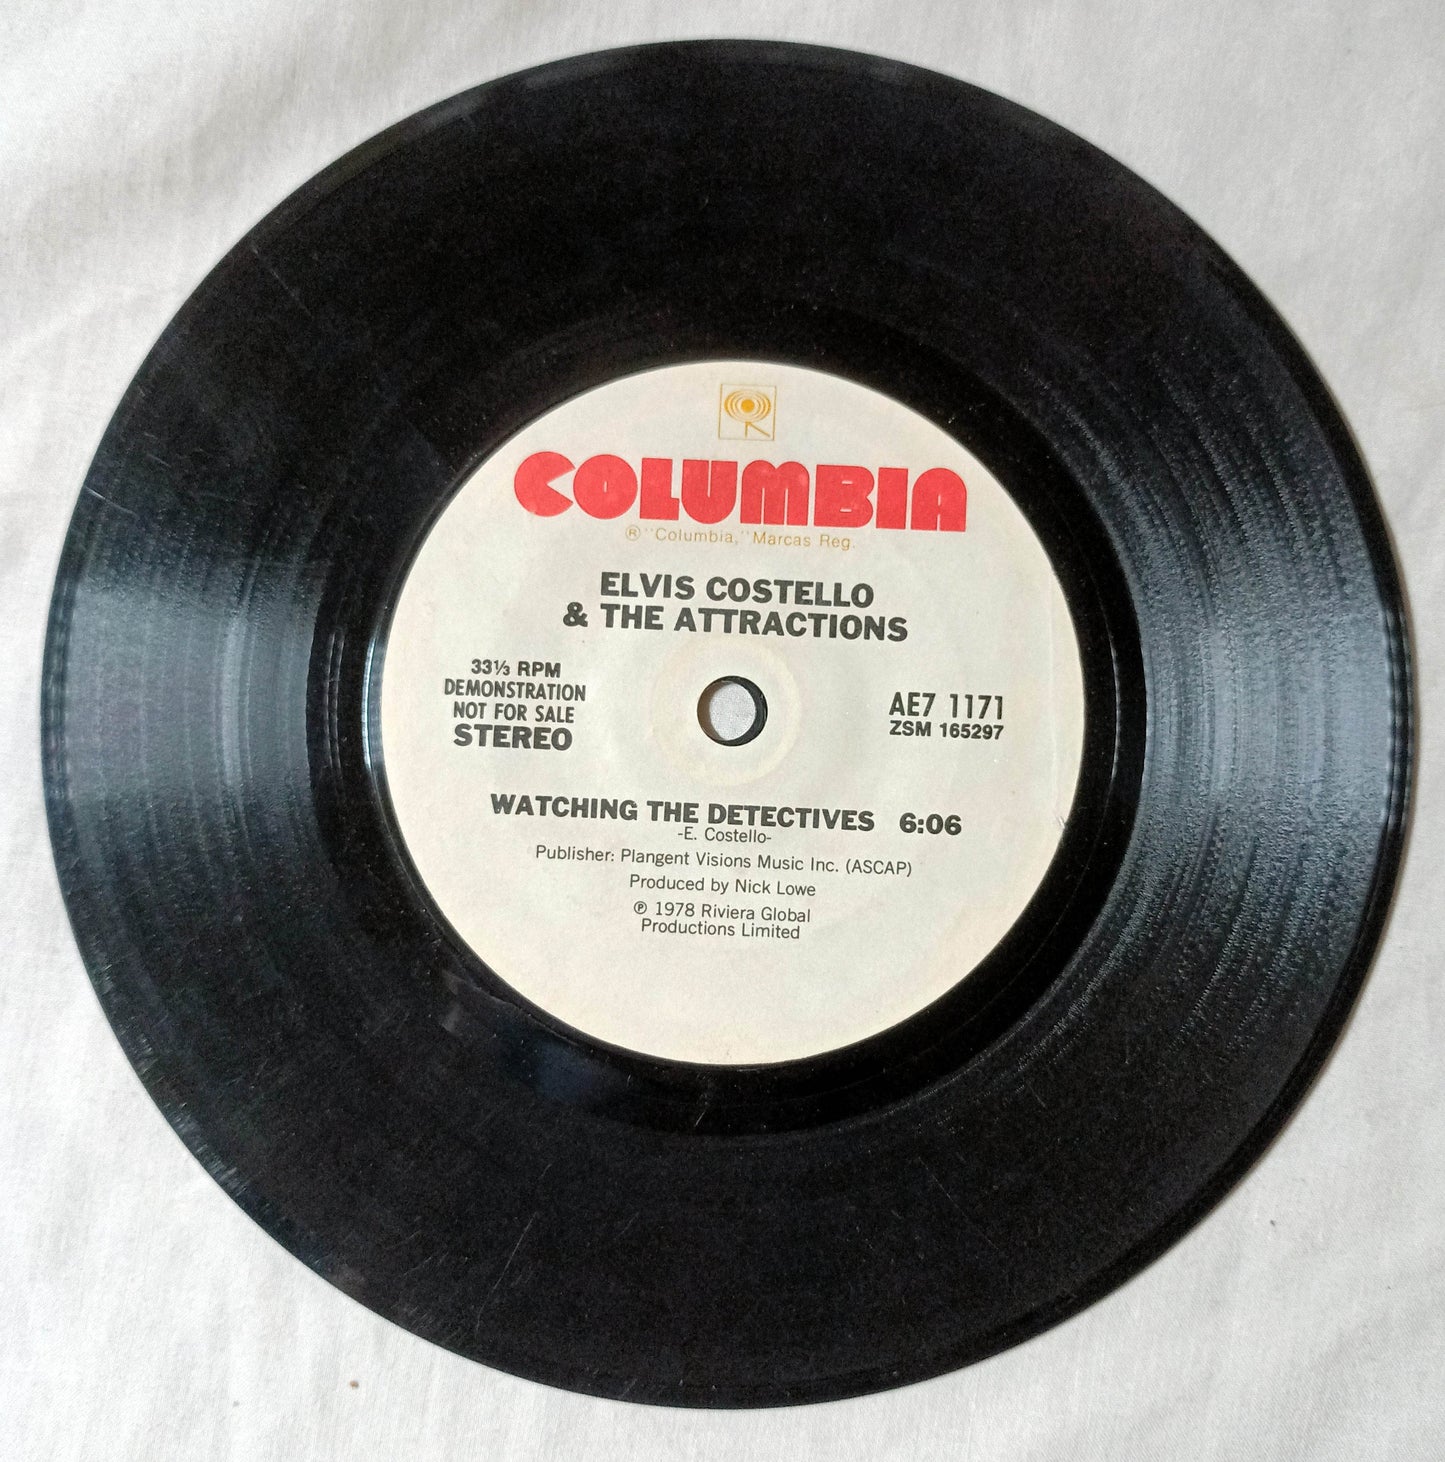 COLUMBIA
® "Columbia," Marcas Reg.
ELVIS COSTELLO
& THE ATTRACTIONS
33⅓ RPM
DEMONSTRATION
NOT FOR SALE
STEREO
AE7 1171
ZSM 165297
WATCHING THE DETECTIVES 6:06
-E. Costello-
Publisher: Plangent Visions Music Inc. (ASCAP)
Produced by Nick Lowe
℗ 1978 Riviera Global
Productions Limited